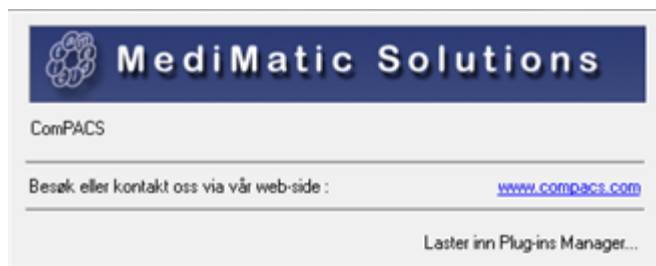 MediMatic Solutions
ComPACS
Besøk eller kontakt oss via vår web-side :
www.compacs.com
Laster inn Plug-ins Manager...